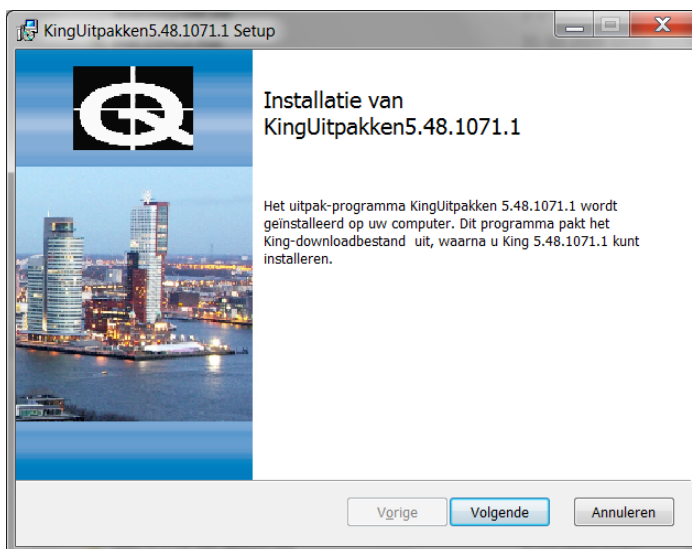 KingUitpakken5.48.1071.1 Setup
Installatie van
KingUitpakken5.48.1071.1
Het uitpak-programma KingUitpakken 5.48.1071.1 wordt
geïnstalleerd op uw computer. Dit programma pakt het
King-downloadbestand  uit, waarna u King 5.48.1071.1 kunt
installeren.
Vorige
Volgende
Annuleren